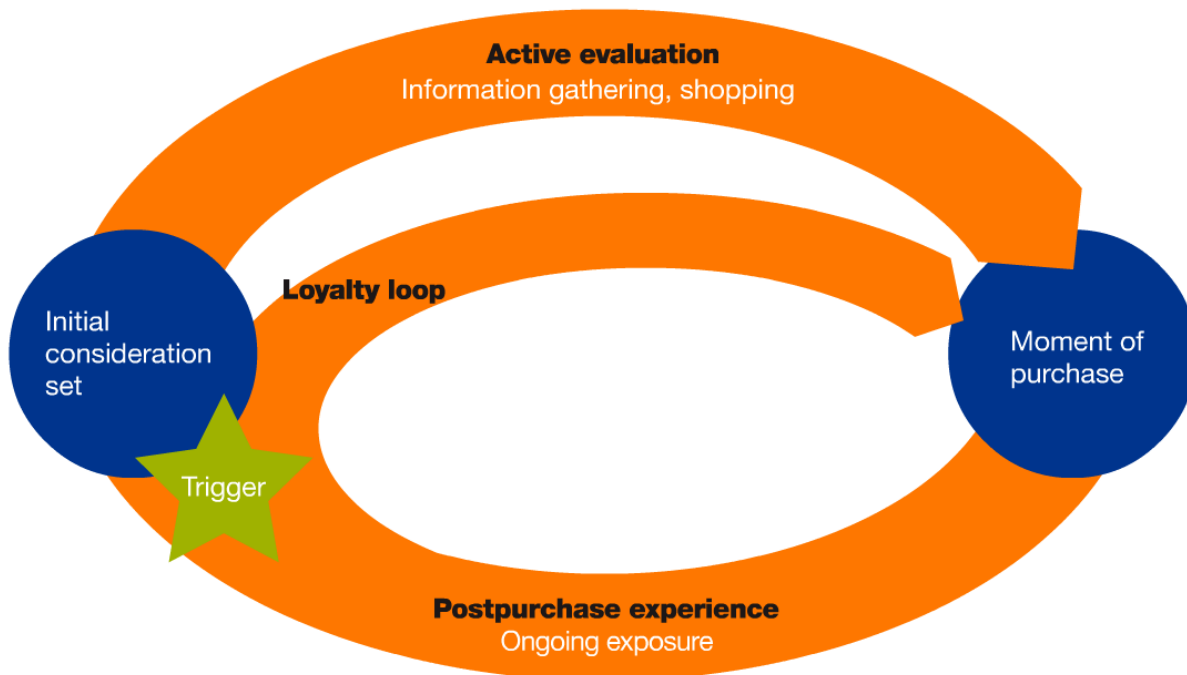 Active evaluation
Information gathering, shopping
Loyalty loop
Initial
consideration
set
Moment of
purchase
Trigger
Postpurchase experience
Ongoing exposure